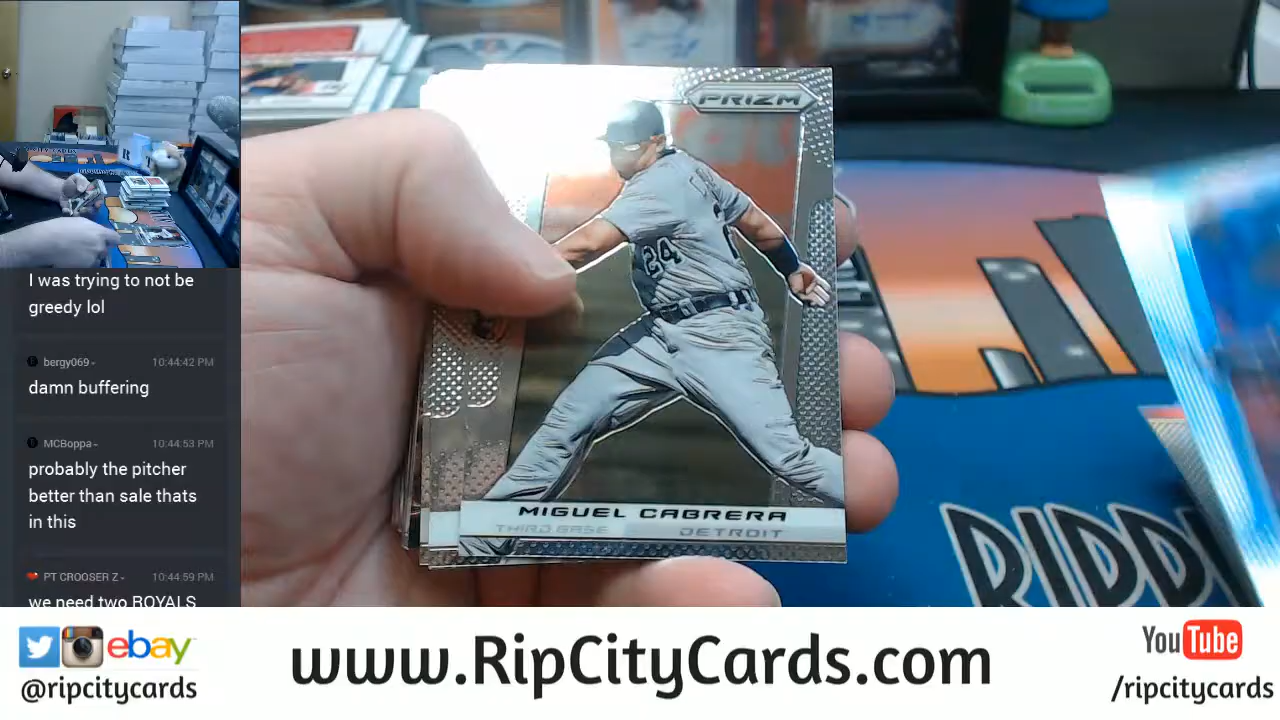 I was trying to not be
greedy lol
bergy069
10:44:42 PM
damn buffering
MCBoppa
10:44:53 PM
probably the pitcher
better than sale thats
in this
PT CROOSER Z
10:44:59 PM
we need two ROYALS
PRIZM
24
MIGUEL CABRERA
THIRD BASE
DETROIT
RIPP
ebay
@ripcitycards
www.RipCityCards.com
YouTube
/ripcitycards